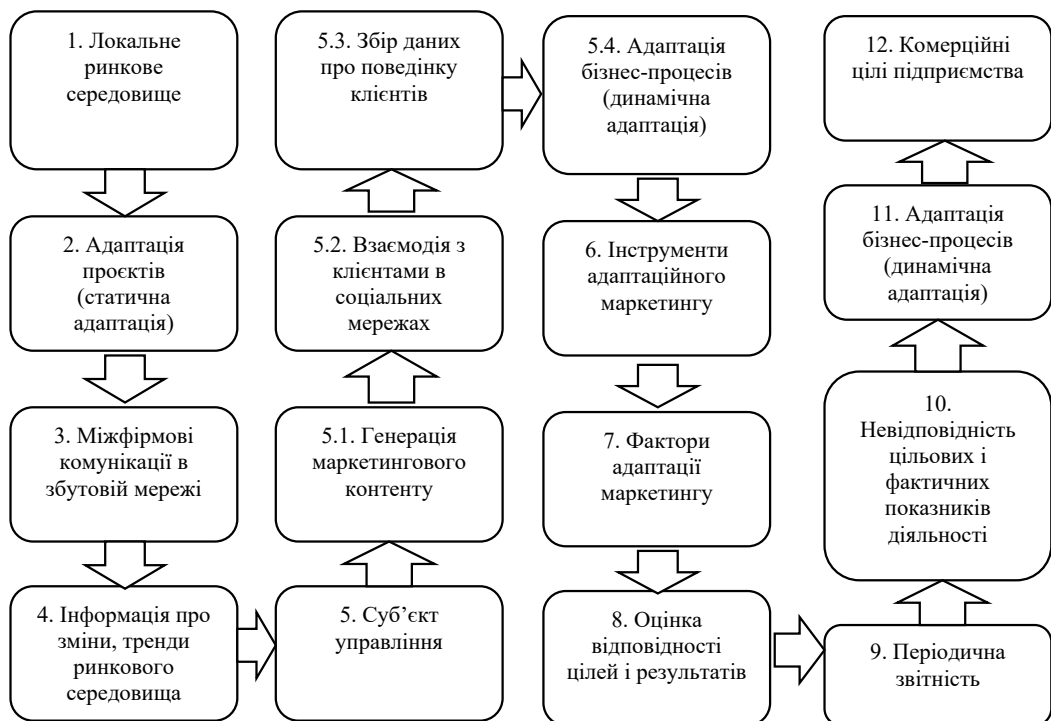 1. Локальне
ринкове
середовище
2. Адаптація
проєктів
(статична
адаптація)
3. Міжфірмові
комунікації в
збутовій мережі
4. Інформація про
зміни, тренди
ринкового
середовища
5. Суб’єкт
управління
5.1. Генерація
маркетингового
контенту
5.2. Взаємодія з
клієнтами в
соціальних
мережах
5.3. Збір даних
про поведінку
клієнтів
5.4. Адаптація
бізнес-процесів
(динамічна
адаптація)
6. Інструменти
адаптаційного
маркетингу
7. Фактори
адаптації
маркетингу
8. Оцінка
відповідності
цілей і результатів
9. Періодична
звітність
10.
Невідповідність
цільових і
фактичних
показників
діяльності
11. Адаптація
бізнес-процесів
(динамічна
адаптація)
12. Комерційні
цілі підприємства